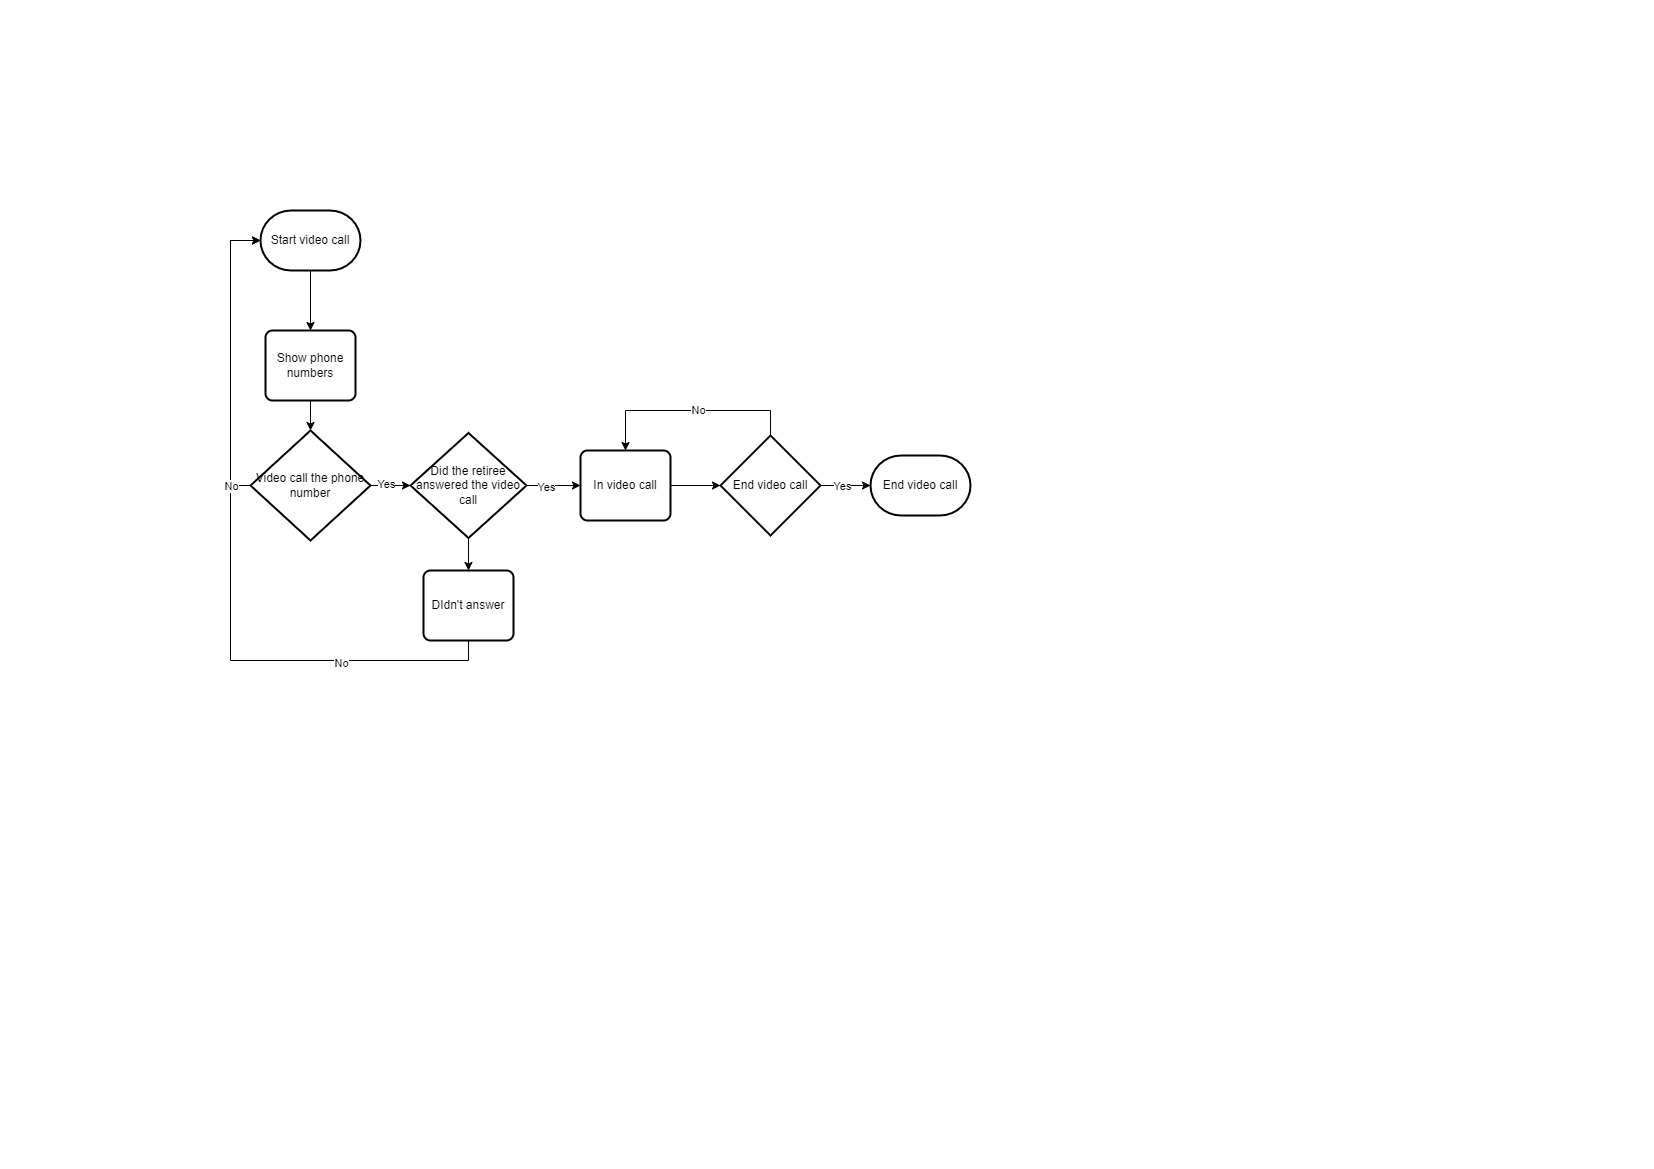 Start video call
Show phone
numbers
No
Video call the phone
number
Yes
Did the retiree
answered the video
call
Yes
In video call
No
End video call
Yes
End video call
DIdn't answer
No